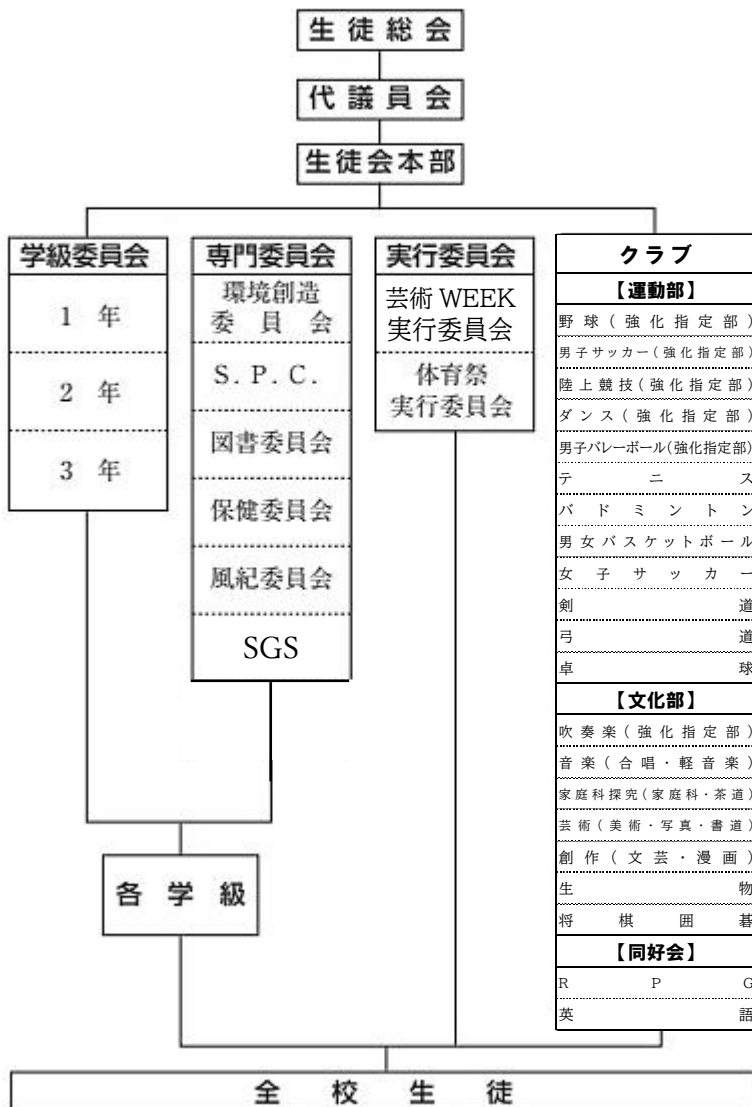 生徒総会
代議員会
生徒会本部
学級委員会
1 年
2 年
3 年
専門委員会
環境創造
委員会
S.P.C.
図書委員会
保健委員会
風紀委員会
SGS
実行委員会
芸術 WEEK
実行委員会
体育祭
実行委員会
クラブ
【運動部】
野球(強化指定部)
男子サッカー(強化指定部)
陸上競技(強化指定部)
ダンス(強化指定部)
男子バレーボール(強化指定部)
テニス
バドミントン
男女バスケットボール
女子サッカー
剣道
弓道
卓球
【文化部】
吹奏楽(強化指定部)
音楽(合唱・軽音楽)
家庭科探究(家庭科・茶道)
芸術(美術・写真・書道)
創作(文芸・漫画)
生物
将棋囲碁
【同好会】
RPG
英語
各学級
全校生徒